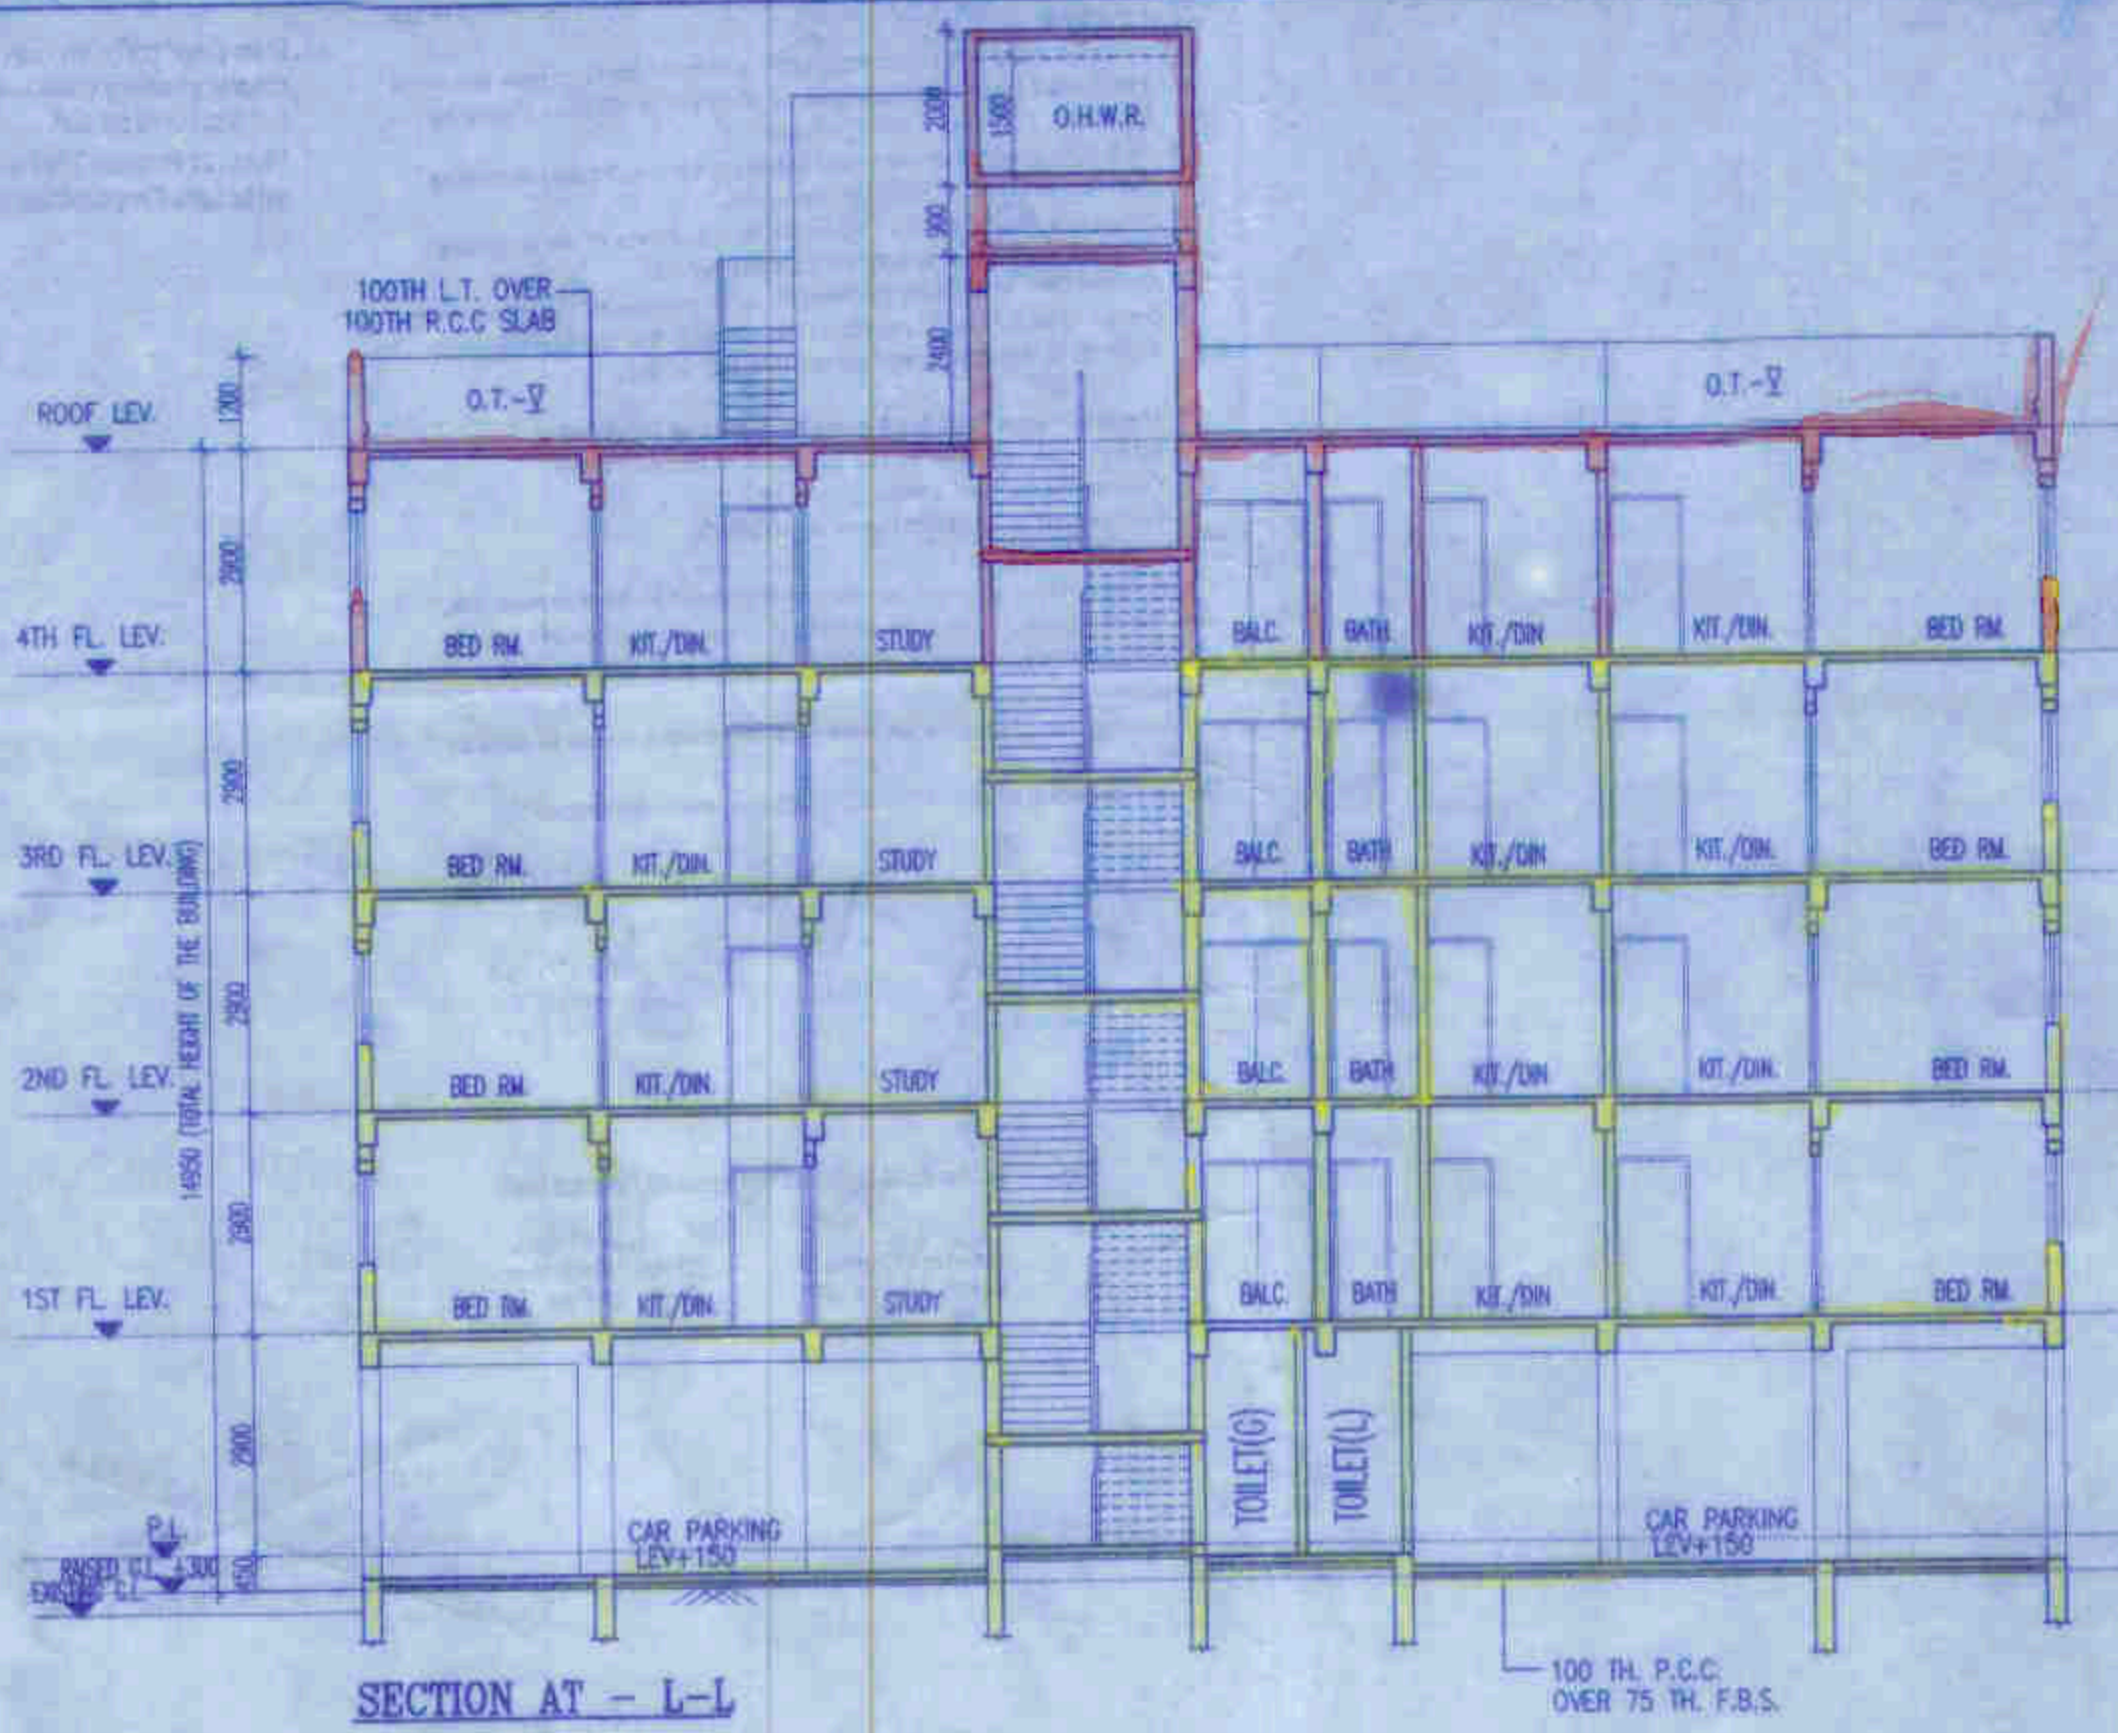 2000
1500
O.H.W.R.
900
100TH L.T. OVER
100TH R.C.C SLAB
2400
1200
ROOF LEV.
O.T.-V
O.T.-V
2900
4TH FL. LEV.
BED RM.
KIT./DIN.
STUDY
BALC.
BATH
KIT./DIN
KIT./DIN.
BED RM.
2900
3RD FL. LEV.
BED RM.
KIT./DIN.
STUDY
BALC.
BATH
KIT./DIN
KIT./DIN.
BED RM.
14950 (TOTAL HEIGHT OF THE BUILDING)
2900
2ND FL. LEV.
BED RM.
KIT./DIN.
STUDY
BALC.
BATH
KIT./DIN
KIT./DIN.
BED RM.
2900
1ST FL. LEV.
BED RM.
KIT./DIN.
STUDY
BALC.
BATH
KIT./DIN
KIT./DIN.
BED RM.
2900
TOILET(G)
TOILET(L)
P.L.
CAR PARKING
LEV+150
CAR PARKING
LEV+150
RAISED G.L. +300
450
EXISTING G.L.
100 TH. P.C.C.
OVER 75 TH. F.B.S.
SECTION AT - L-L